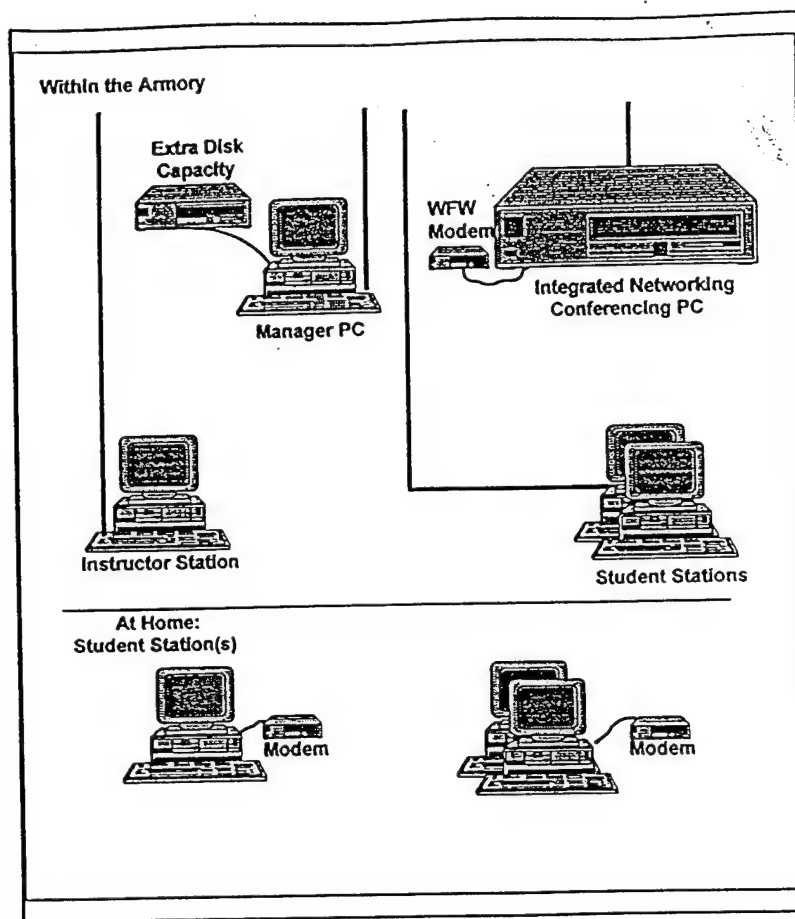 Within the Armory
Extra Disk
Capacity
Manager PC
WFW
Modem
Integrated Networking
Conferencing PC
Instructor Station
Student Stations
At Home:
Student Station(s)
Modem
Modem